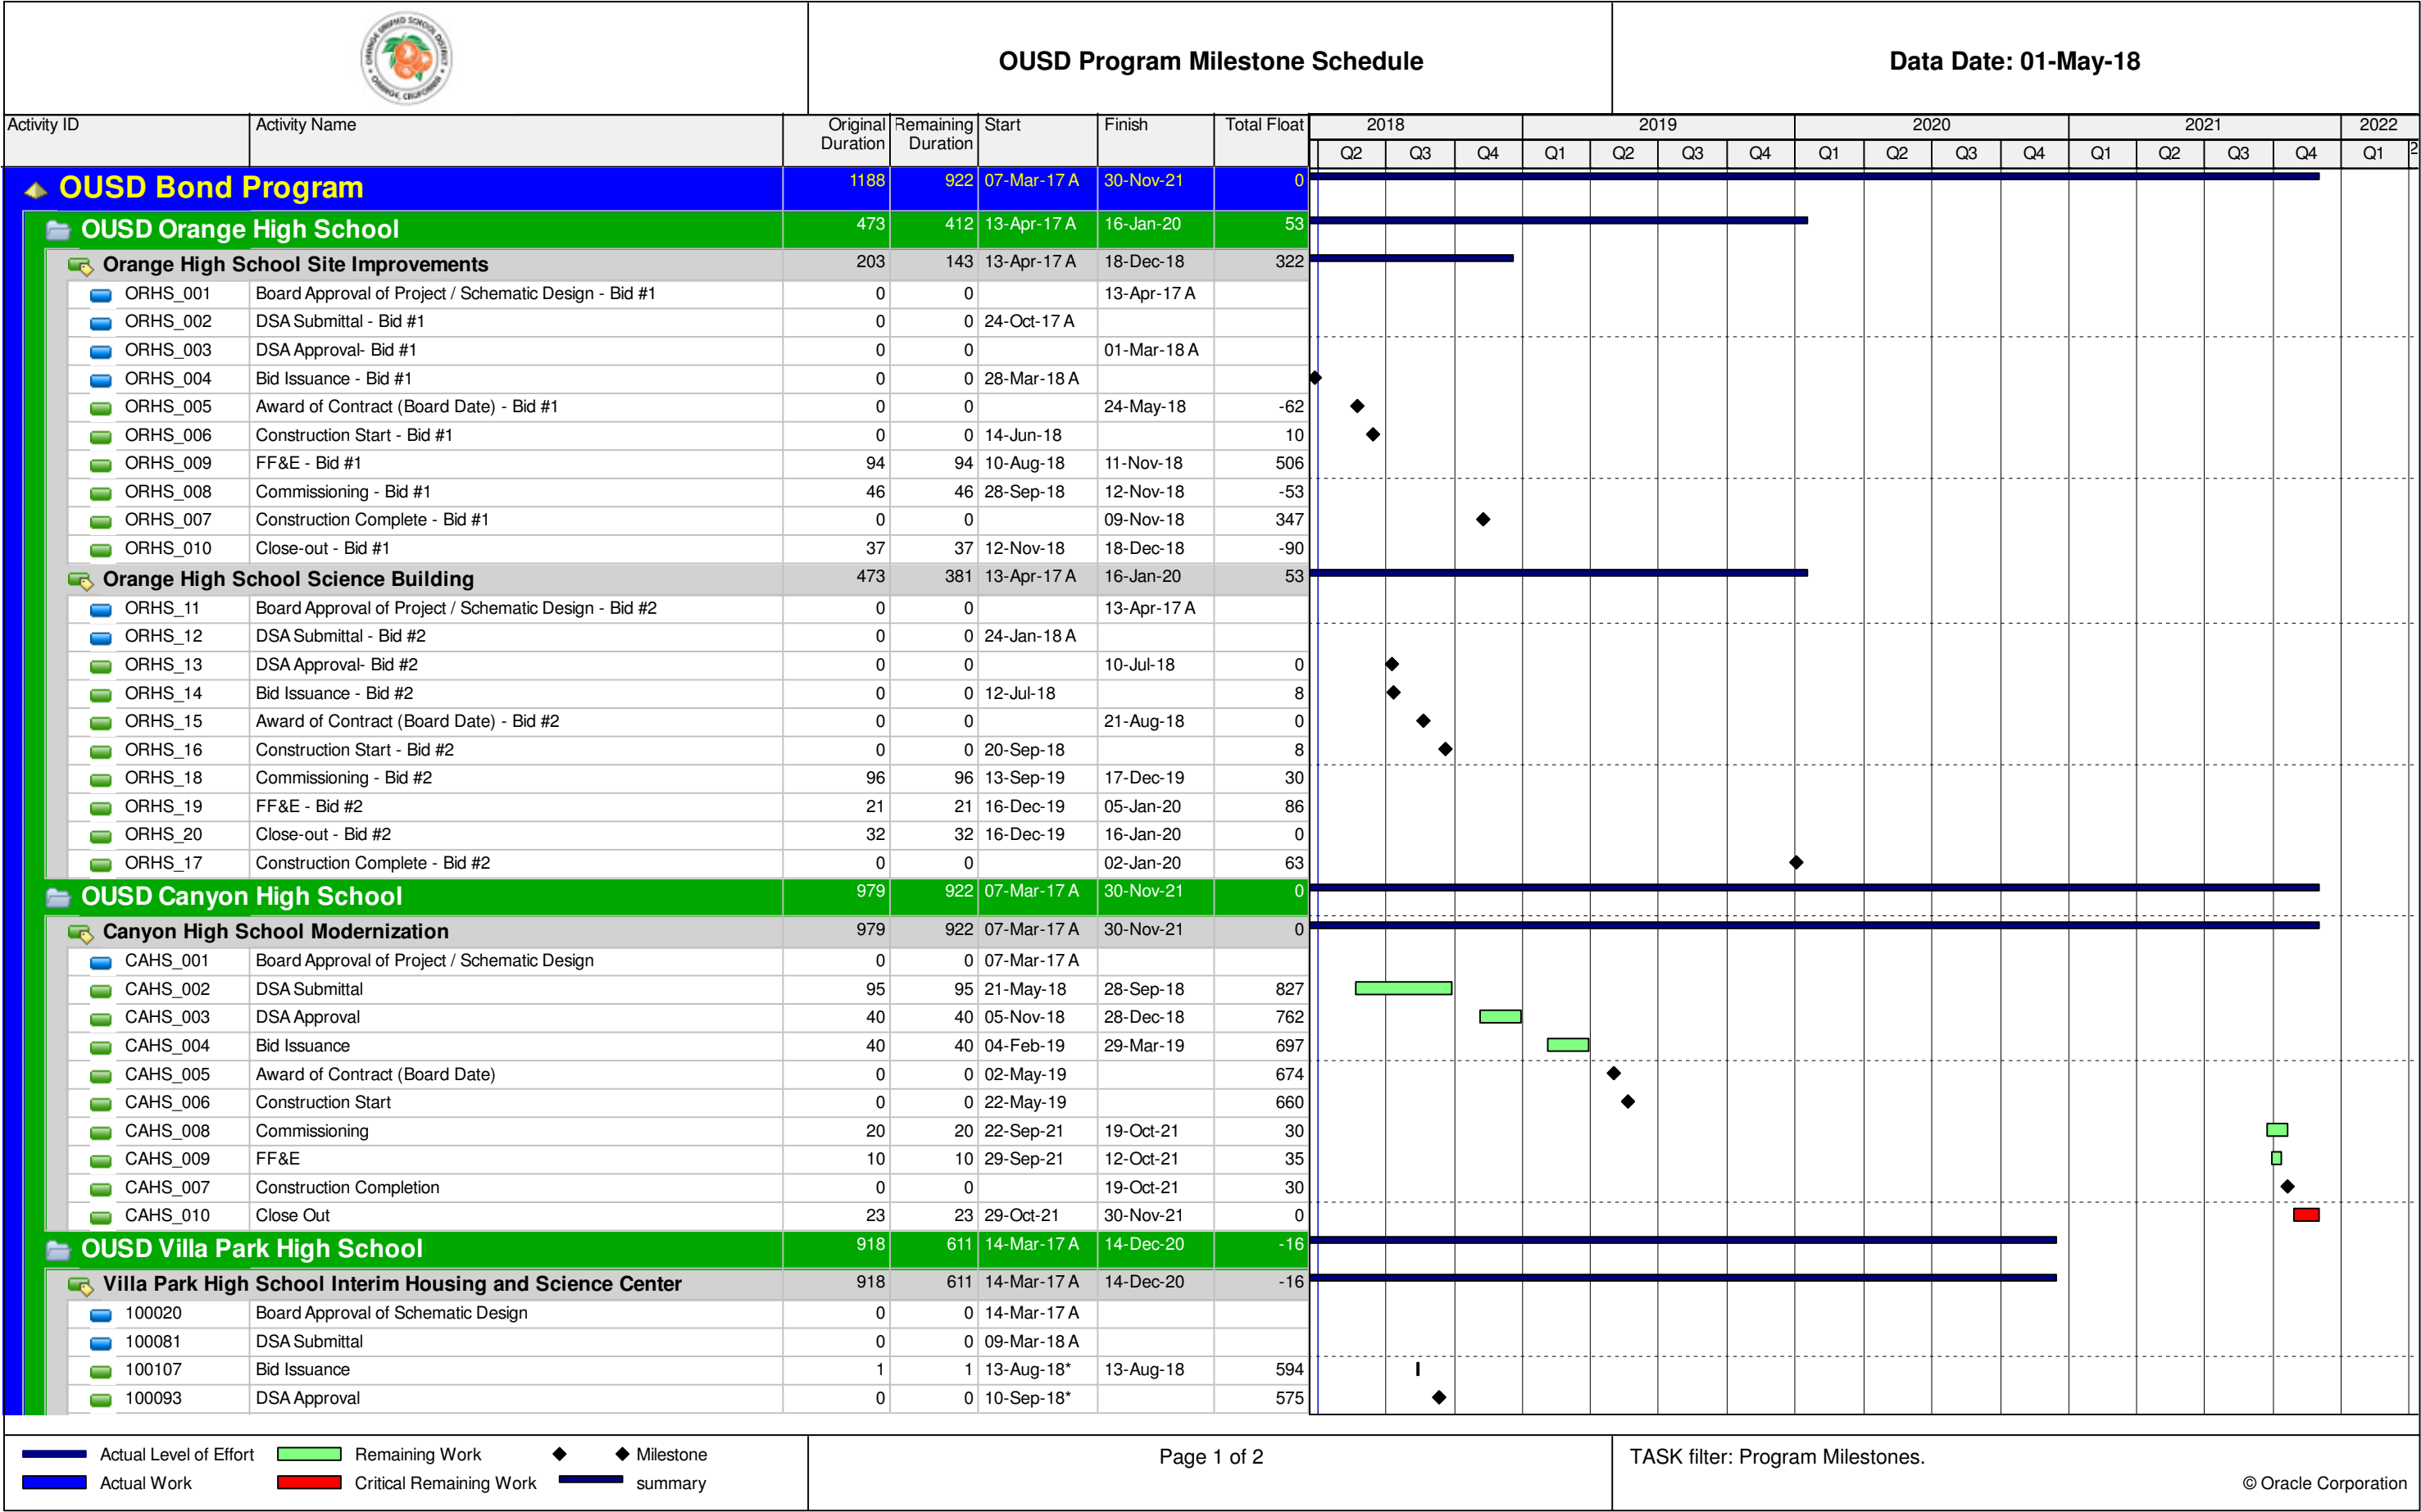 ORANGE UNIFIED SCHOOL DISTRICT
ORANGE, CALIFORNIA
OUSD Program Milestone Schedule
Data Date: 01-May-18
Activity ID Activity Name Original Remaining Start Finish Total Float 2018 2019 2020 2021 2022
Duration Duration Q2 Q3 Q4 Q1 Q2 Q3 Q4 Q1 Q2 Q3 Q4 Q1 Q2 Q3 Q4 Q1 2
OUSD Bond Program 1188 922 07-Mar-17 A 30-Nov-21 0
OUSD Orange High School 473 412 13-Apr-17 A 16-Jan-20 53
Orange High School Site Improvements 203 143 13-Apr-17 A 18-Dec-18 322
ORHS_001 Board Approval of Project / Schematic Design - Bid #1 0 0 13-Apr-17 A
ORHS_002 DSA Submittal - Bid #1 0 0 24-Oct-17 A
ORHS_003 DSA Approval- Bid #1 0 0 01-Mar-18 A
ORHS_004 Bid Issuance - Bid #1 0 0 28-Mar-18 A
ORHS_005 Award of Contract (Board Date) - Bid #1 0 0 24-May-18 -62
ORHS_006 Construction Start - Bid #1 0 0 14-Jun-18 10
ORHS_009 FF&E - Bid #1 94 94 10-Aug-18 11-Nov-18 506
ORHS_008 Commissioning - Bid #1 46 46 28-Sep-18 12-Nov-18 -53
ORHS_007 Construction Complete - Bid #1 0 0 09-Nov-18 347
ORHS_010 Close-out - Bid #1 37 37 12-Nov-18 18-Dec-18 -90
Orange High School Science Building 473 381 13-Apr-17 A 16-Jan-20 53
ORHS_11 Board Approval of Project / Schematic Design - Bid #2 0 0 13-Apr-17 A
ORHS_12 DSA Submittal - Bid #2 0 0 24-Jan-18 A
ORHS_13 DSA Approval- Bid #2 0 0 10-Jul-18 0
ORHS_14 Bid Issuance - Bid #2 0 0 12-Jul-18 8
ORHS_15 Award of Contract (Board Date) - Bid #2 0 0 21-Aug-18 0
ORHS_16 Construction Start - Bid #2 0 0 20-Sep-18 8
ORHS_18 Commissioning - Bid #2 96 96 13-Sep-19 17-Dec-19 30
ORHS_19 FF&E - Bid #2 21 21 16-Dec-19 05-Jan-20 86
ORHS_20 Close-out - Bid #2 32 32 16-Dec-19 16-Jan-20 0
ORHS_17 Construction Complete - Bid #2 0 0 02-Jan-20 63
OUSD Canyon High School 979 922 07-Mar-17 A 30-Nov-21 0
Canyon High School Modernization 979 922 07-Mar-17 A 30-Nov-21 0
CAHS_001 Board Approval of Project / Schematic Design 0 0 07-Mar-17 A
CAHS_002 DSA Submittal 95 95 21-May-18 28-Sep-18 827
CAHS_003 DSA Approval 40 40 05-Nov-18 28-Dec-18 762
CAHS_004 Bid Issuance 40 40 04-Feb-19 29-Mar-19 697
CAHS_005 Award of Contract (Board Date) 0 0 02-May-19 674
CAHS_006 Construction Start 0 0 22-May-19 660
CAHS_008 Commissioning 20 20 22-Sep-21 19-Oct-21 30
CAHS_009 FF&E 10 10 29-Sep-21 12-Oct-21 35
CAHS_007 Construction Completion 0 0 19-Oct-21 30
CAHS_010 Close Out 23 23 29-Oct-21 30-Nov-21 0
OUSD Villa Park High School 918 611 14-Mar-17 A 14-Dec-20 -16
Villa Park High School Interim Housing and Science Center 918 611 14-Mar-17 A 14-Dec-20 -16
100020 Board Approval of Schematic Design 0 0 14-Mar-17 A
100081 DSA Submittal 0 0 09-Mar-18 A
100107 Bid Issuance 1 1 13-Aug-18* 13-Aug-18 594
100093 DSA Approval 0 0 10-Sep-18* 575
Actual Level of Effort Remaining Work Milestone
Actual Work Critical Remaining Work summary
Page 1 of 2
TASK filter: Program Milestones.
© Oracle Corporation